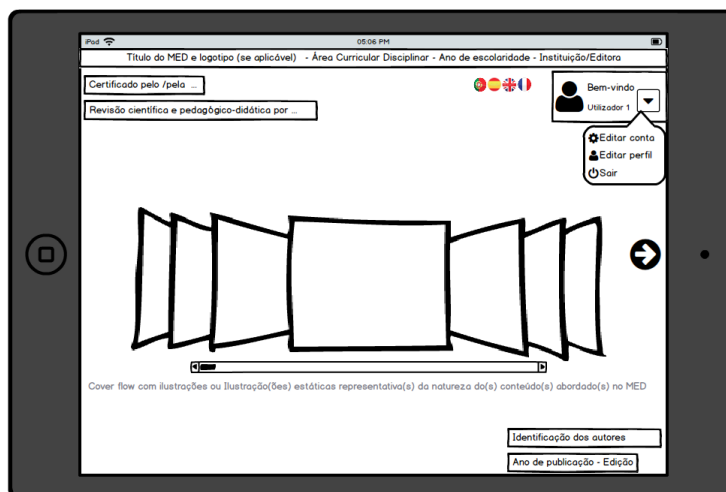 iPad 05:06 PM
Título do MED e logotipo (se aplicável) - Área Curricular Disciplinar - Ano de escolaridade - Instituição/Editora
Certificado pelo /pela ...
Revisão científica e pedagógico-didática por ...
Bem-vindo
Utilizador 1
Editar conta
Editar perfil
Sair
Cover flow com ilustrações ou Ilustração(ões) estáticas representativa(s) da natureza do(s) conteúdo(s) abordado(s) no MED
Identificação dos autores
Ano de publicação - Edição